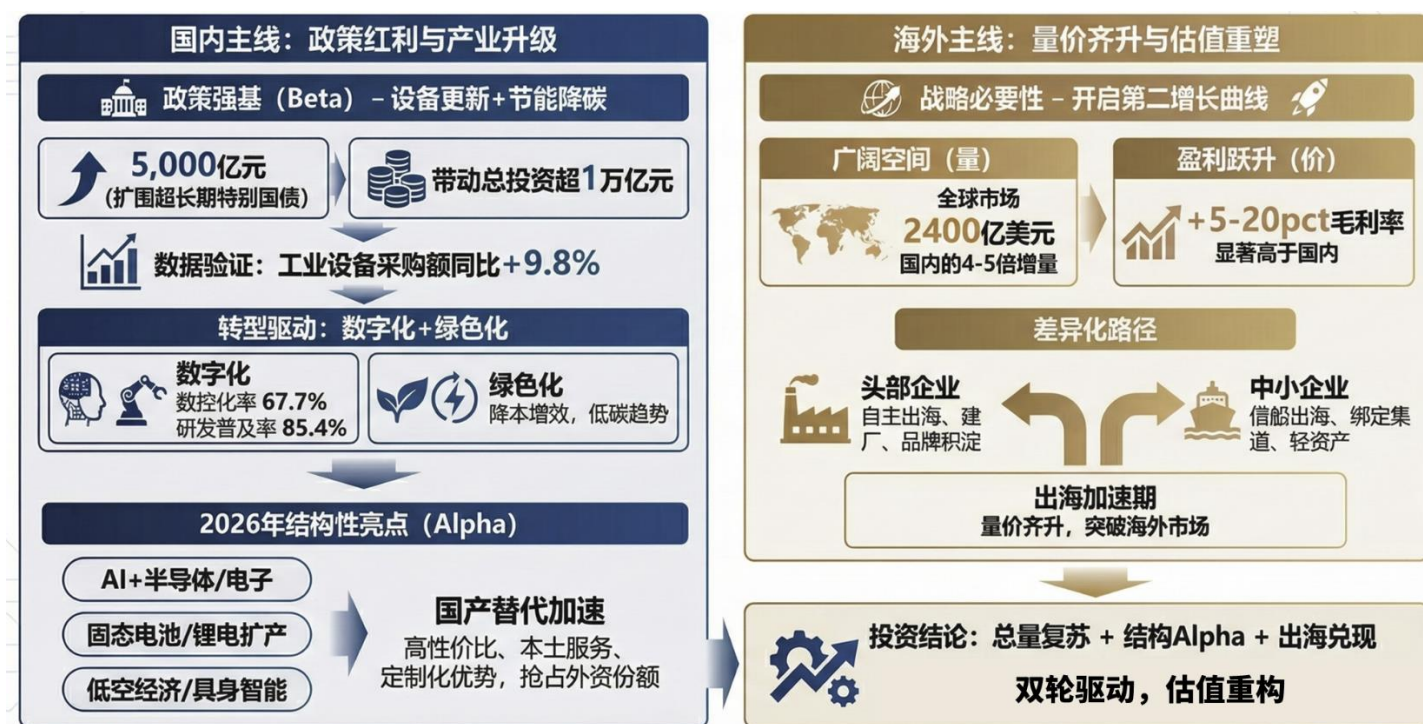 国内主线：政策红利与产业升级
政策强基（Beta）– 设备更新+节能降碳
5,000亿元
(扩围超长期特别国债)
带动总投资超1万亿元
数据验证：工业设备采购额同比+9.8%
转型驱动：数字化+绿色化
数字化
数控化率 67.7%
研发普及率 85.4%
绿色化
降本增效，低碳趋势
2026年结构性亮点（Alpha）
AI+半导体/电子
固态电池/锂电扩产
低空经济/具身智能
国产替代加速
高性价比、本土服务、
定制化优势，抢占外资份额
海外主线：量价齐升与估值重塑
战略必要性 – 开启第二增长曲线
广阔空间（量）
全球市场
2400亿美元
国内的4-5倍增量
盈利跃升（价）
+5-20pct毛利率
显著高于国内
差异化路径
头部企业
自主出海、建
厂、品牌积淀
中小企业
信船出海、绑定集
道、轻资产
出海加速期
量价齐升，突破海外市场
投资结论：总量复苏 + 结构Alpha + 出海兑现
双轮驱动，估值重构